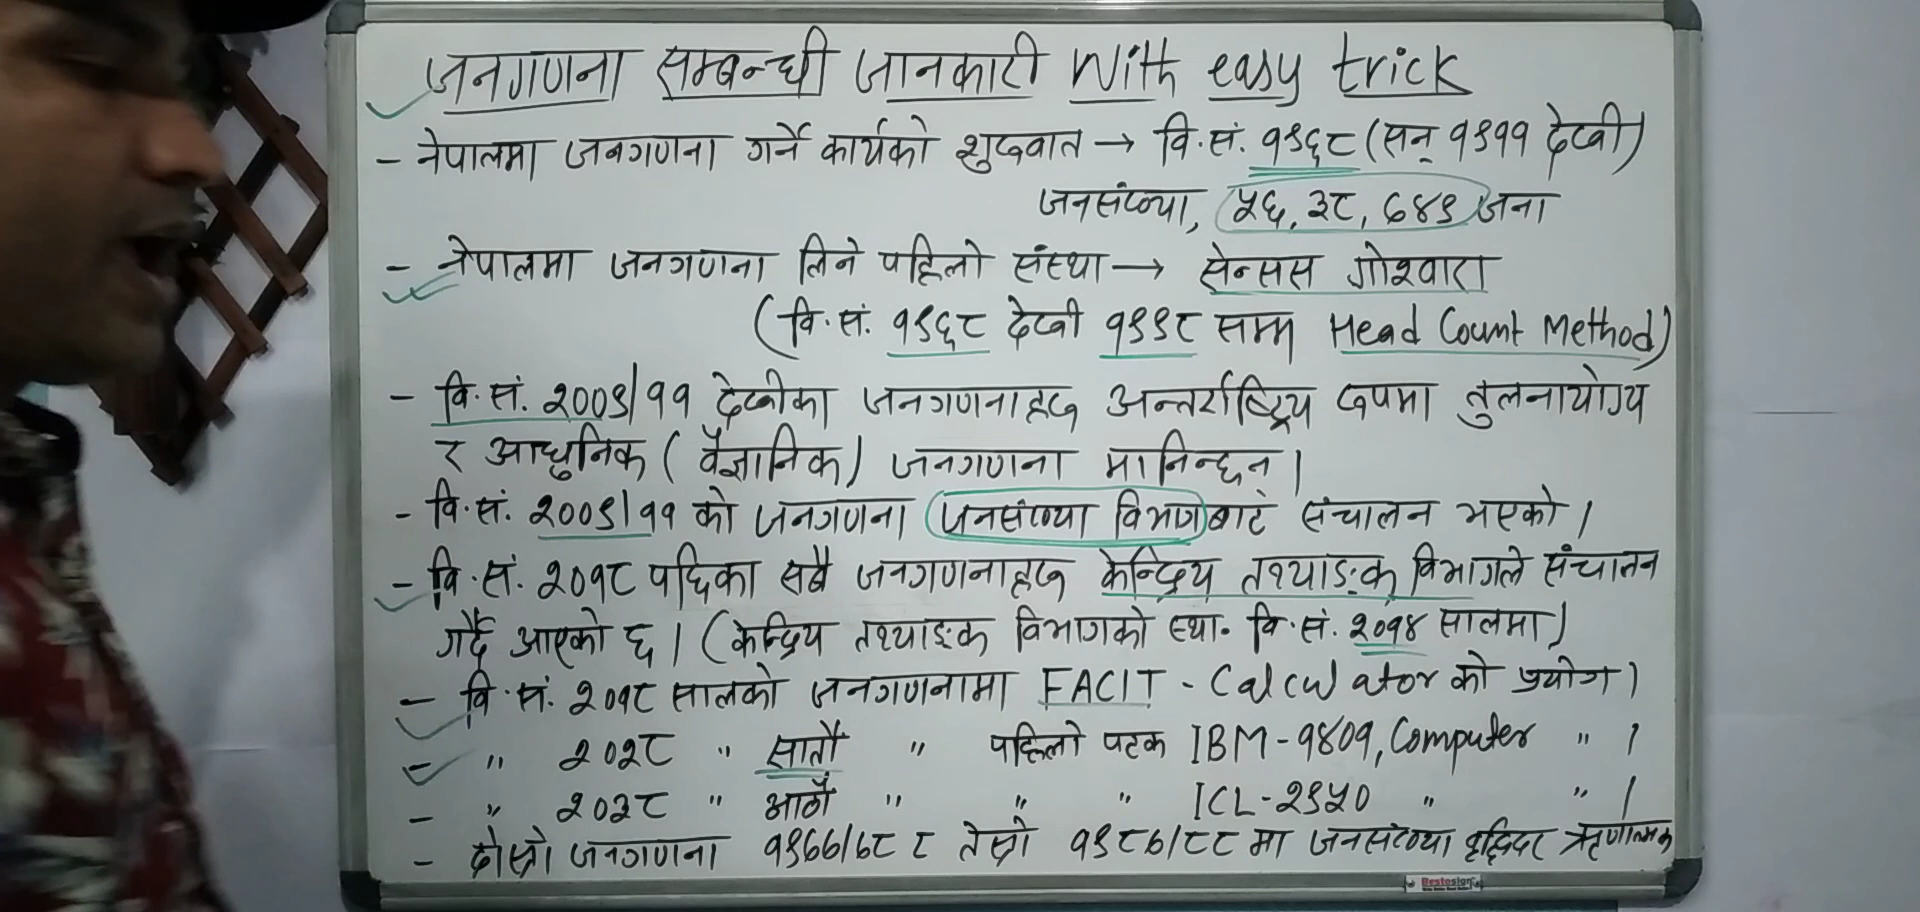 जनगणना सम्बन्धी जानकारी With easy trick
- नेपालमा जनगणना गर्ने कार्यको शुरुवात → वि.सं. १९६८ (सन् १९११ देखी)
जनसंख्या, ५६,३८,७४९ जना
- नेपालमा जनगणना लिने पहिलो संस्था → सेन्सस गोश्वारा
(वि.सं. १९६८ देखी १९९८ सम्म Head Count Method)
- वि.सं. २००९/११ देखीका जनगणनाहरु अन्तर्राष्ट्रिय रुपमा तुलनायोग्य
र आधुनिक (वैज्ञानिक) जनगणना मानिन्छन।
- वि.सं. २००९/११ को जनगणना जनसंख्या विभाग बाट संचालन भएको।
- वि.सं. २०१८ पछिका सबै जनगणनाहरु केन्द्रिय तथ्याङ्क विभागले संचालन
गर्दै आएको छ। (केन्द्रिय तथ्याङ्क विभागको स्था. वि.सं. २०१४ सालमा)
- वि.सं. २०१८ सालको जनगणनामा FACIT - Calculator को प्रयोग।
- " २०२८ " सातौं " पहिलो पटक IBM-१४०१, Computer " ।
- " २०३८ " आठौं " " " ICL-२९५० " " ।
- दोस्रो जनगणना १९७७/७८ र तेस्रो १९८७/८८ मा जनसंख्या वृद्धिदर ऋणात्मक
Bestosign